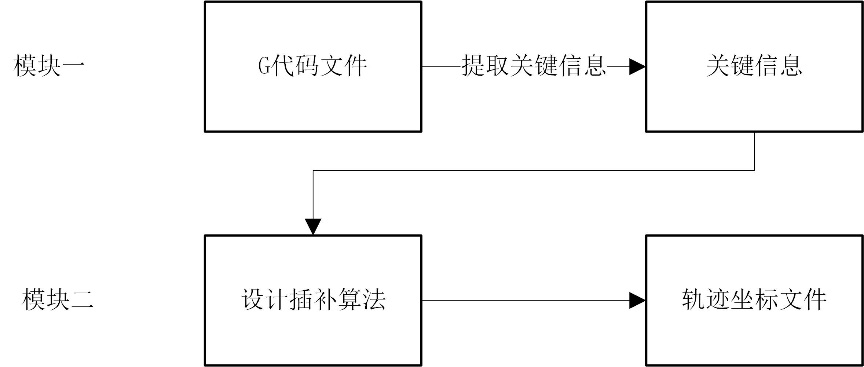 模块一
G代码文件
提取关键信息
关键信息
模块二
设计插补算法
轨迹坐标文件